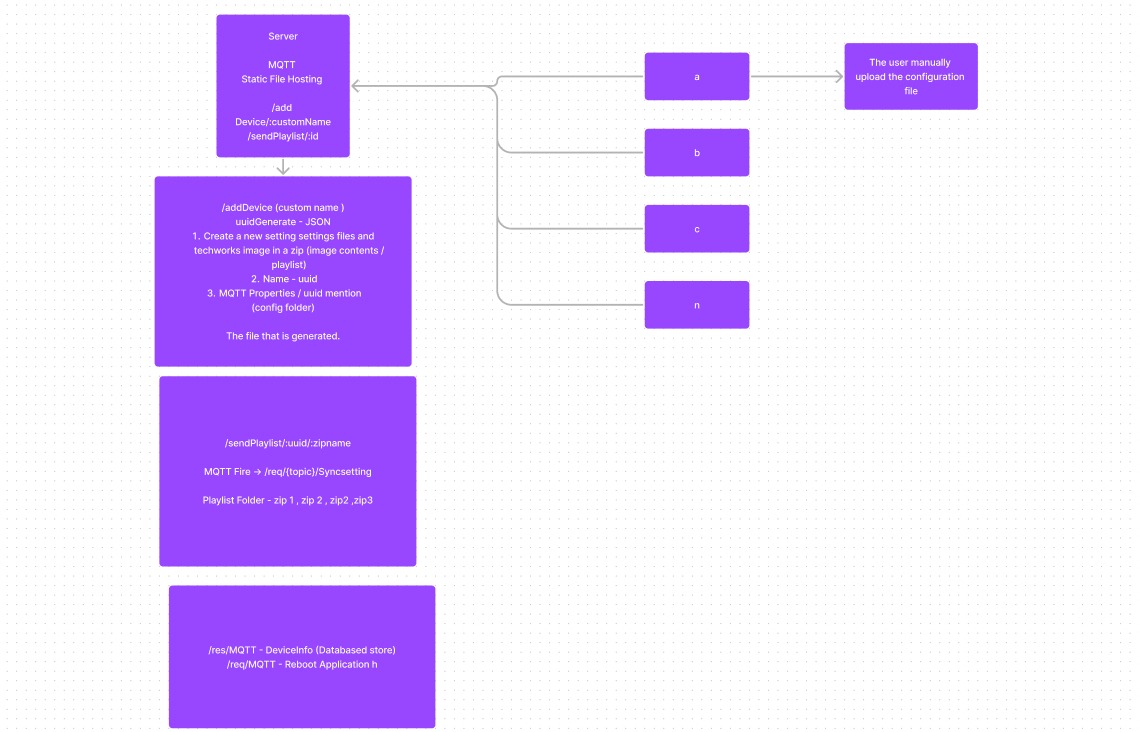 Server
MQTT
Static File Hosting
/add
Device/:customName
/sendPlaylist/:id
a
The user manually
upload the configuration
file
b
c
n
/addDevice (custom name )
uuidGenerate - JSON
1. Create a new setting settings files and
techworks image in a zip (image contents /
playlist)
2. Name - uuid
3. MQTT Properties / uuid mention
(config folder)
The file that is generated.
/sendPlaylist/:uuid/:zipname
MQTT Fire → /req/{topic}/Syncsetting
Playlist Folder - zip 1 , zip 2 , zip2 ,zip3
/res/MQTT - DeviceInfo (Databased store)
/req/MQTT - Reboot Application h